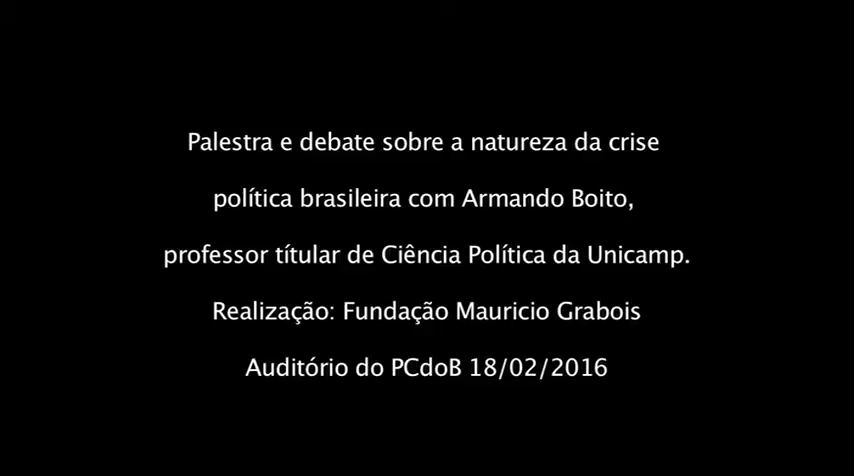 Palestra e debate sobre a natureza da crise
política brasileira com Armando Boito,
professor títular de Ciência Política da Unicamp.
Realização: Fundação Mauricio Grabois
Auditório do PCdoB 18/02/2016